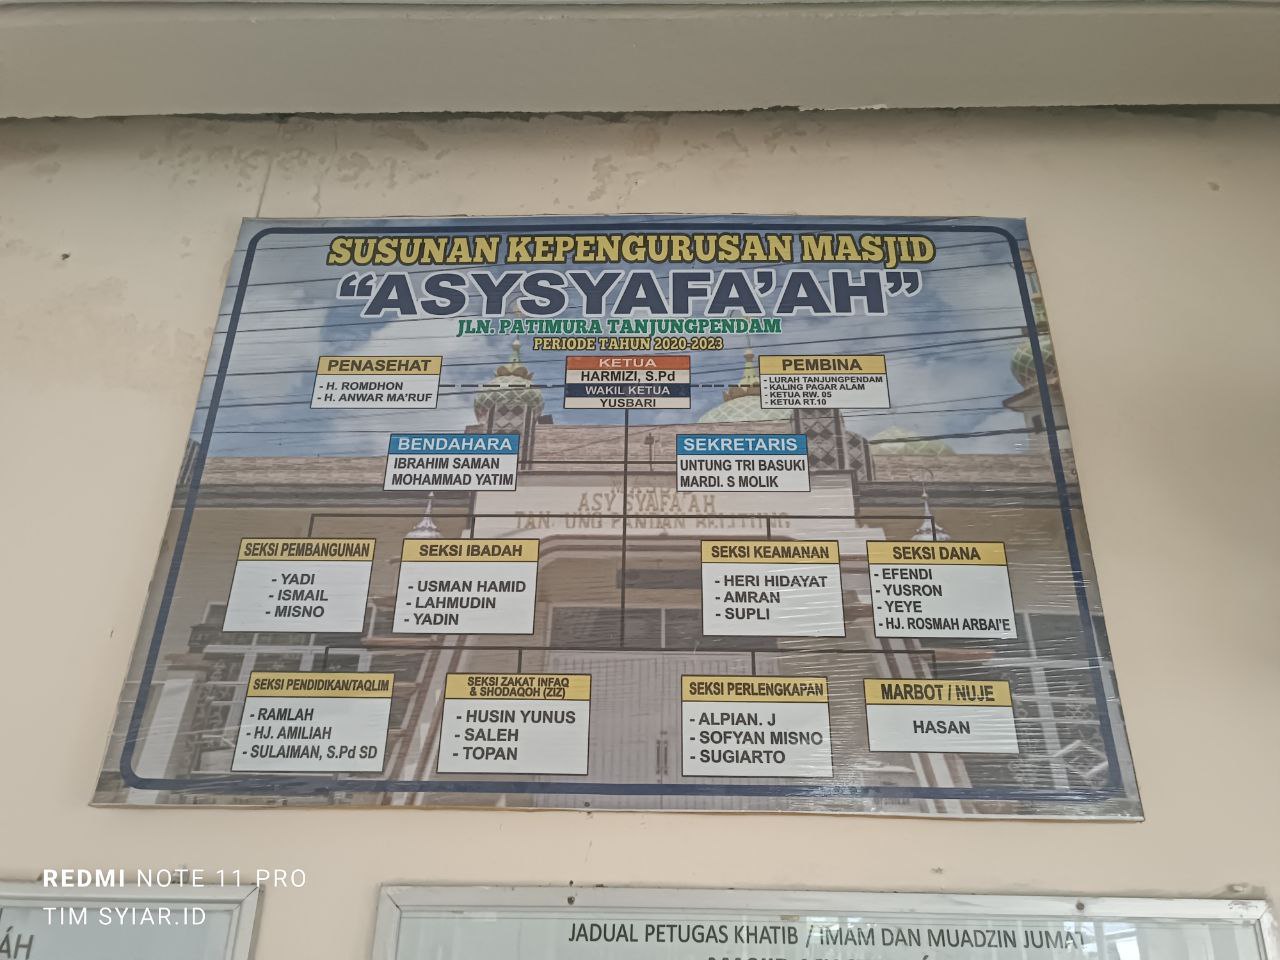 SUSUNAN KEPENGURUSAN MASJID
"ASYSYAFA'AH"
JLN. PATIMURA TANJUNGPENDAM
PERIODE TAHUN 2020-2023
PENASEHAT
- H. ROMDHON
- H. ANWAR MA'RUF
KETUA
HARMIZI, S.Pd
WAKIL KETUA
YUSBARI
PEMBINA
- LURAH TANJUNGPENDAM
- KALING PAGAR ALAM
- KETUA RW. 05
- KETUA RT.10
BENDAHARA
IBRAHIM SAMAN
MOHAMMAD YATIM
SEKRETARIS
UNTUNG TRI BASUKI
MARDI. S MOLIK
ASY SYAFA'AH
SEKSI PEMBANGUNAN
- YADI
- ISMAIL
- MISNO
SEKSI IBADAH
- USMAN HAMID
- LAHMUDIN
- YADIN
SEKSI KEAMANAN
- HERI HIDAYAT
- AMRAN
- SUPLI
SEKSI DANA
- EFENDI
- YUSRON
- YEYE
- HJ. ROSMAH ARBAI'E
SEKSI PENDIDIKAN/TAQLIM
- RAMLAH
- HJ. AMILIAH
- SULAIMAN, S.Pd SD
SEKSI ZAKAT INFAQ
& SHODAQOH (ZIZ)
- HUSIN YUNUS
- SALEH
- TOPAN
SEKSI PERLENGKAPAN
- ALPIAN. J
- SOFYAN MISNO
- SUGIARTO
MARBOT / NUJE
HASAN
REDMI NOTE 11 PRO
TIM SYIAR.ID
ÁH
JADUAL PETUGAS KHATIB / IMAM DAN MUADZIN JUMAT